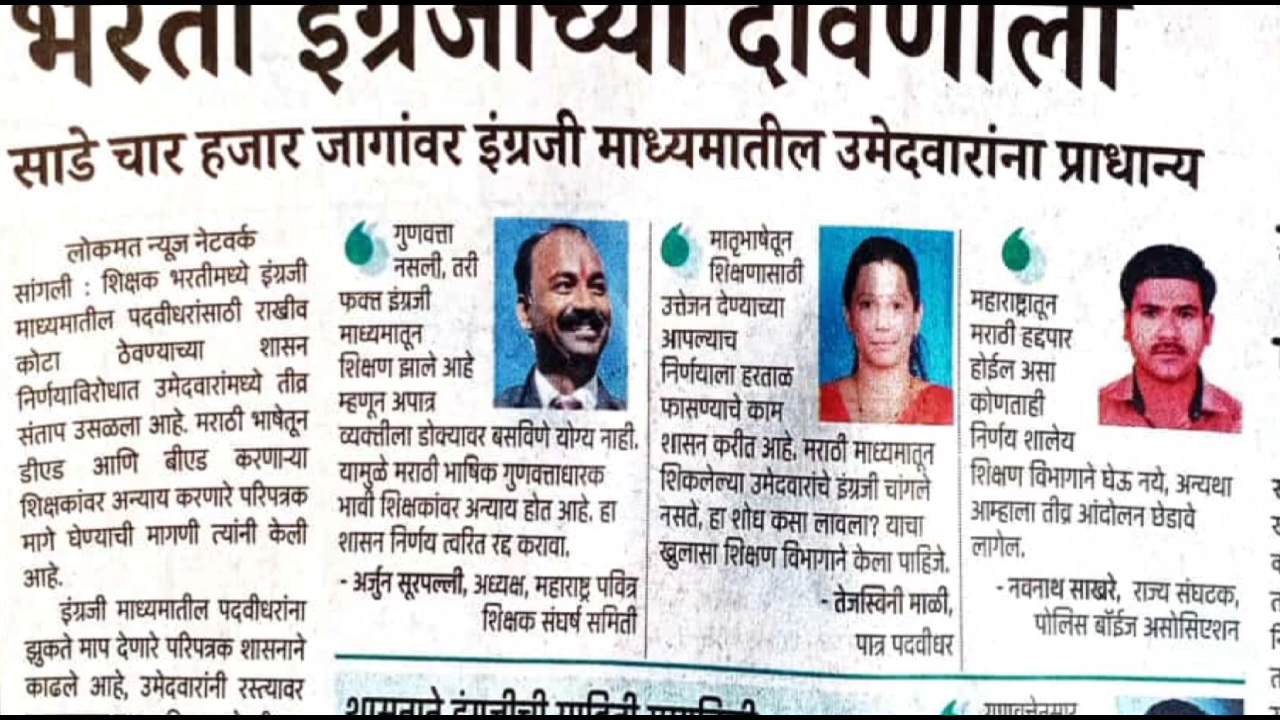 भरती इंग्रजीच्या दावणीला
साडे चार हजार जागांवर इंग्रजी माध्यमातील उमेदवारांना प्राधान्य
लोकमत न्यूज नेटवर्क
सांगली : शिक्षक भरतीमध्ये इंग्रजी
माध्यमातील पदवीधरांसाठी राखीव
कोटा ठेवण्याच्या शासन
निर्णयाविरोधात उमेदवारांमध्ये तीव्र
संताप उसळला आहे. मराठी भाषेतून
डीएड आणि बीएड करणाऱ्या
शिक्षकांवर अन्याय करणारे परिपत्रक
मागे घेण्याची मागणी त्यांनी केली
आहे.
इंग्रजी माध्यमातील पदवीधरांना
झुकते माप देणारे परिपत्रक शासनाने
काढले आहे, उमेदवारांनी रस्त्यावर
गुणवत्ता
नसली, तरी
फक्त इंग्रजी
माध्यमातून
शिक्षण झाले आहे
म्हणून अपात्र
व्यक्तीला डोक्यावर बसविणे योग्य नाही.
यामुळे मराठी भाषिक गुणवत्ताधारक
भावी शिक्षकांवर अन्याय होत आहे. हा
शासन निर्णय त्वरित रद्द करावा.
- अर्जुन सूरपल्ली, अध्यक्ष, महाराष्ट्र पवित्र
शिक्षक संघर्ष समिती
मातृभाषेतून
शिक्षणासाठी
उत्तेजन देण्याच्या
आपल्याच
निर्णयाला हरताळ
फासण्याचे काम
शासन करीत आहे. मराठी माध्यमातून
शिकलेल्या उमेदवारांचे इंग्रजी चांगले
नसते, हा शोध कसा लावला? याचा
खुलासा शिक्षण विभागाने केला पाहिजे.
- तेजस्विनी माळी,
पात्र पदवीधर
महाराष्ट्रातून
मराठी हद्दपार
होईल असा
कोणताही
निर्णय शालेय
शिक्षण विभागाने घेऊ नये, अन्यथा
आम्हाला तीव्र आंदोलन छेडावे
लागेल.
- नवनाथ साखरे, राज्य संघटक,
पोलिस बॉईज असोसिएशन